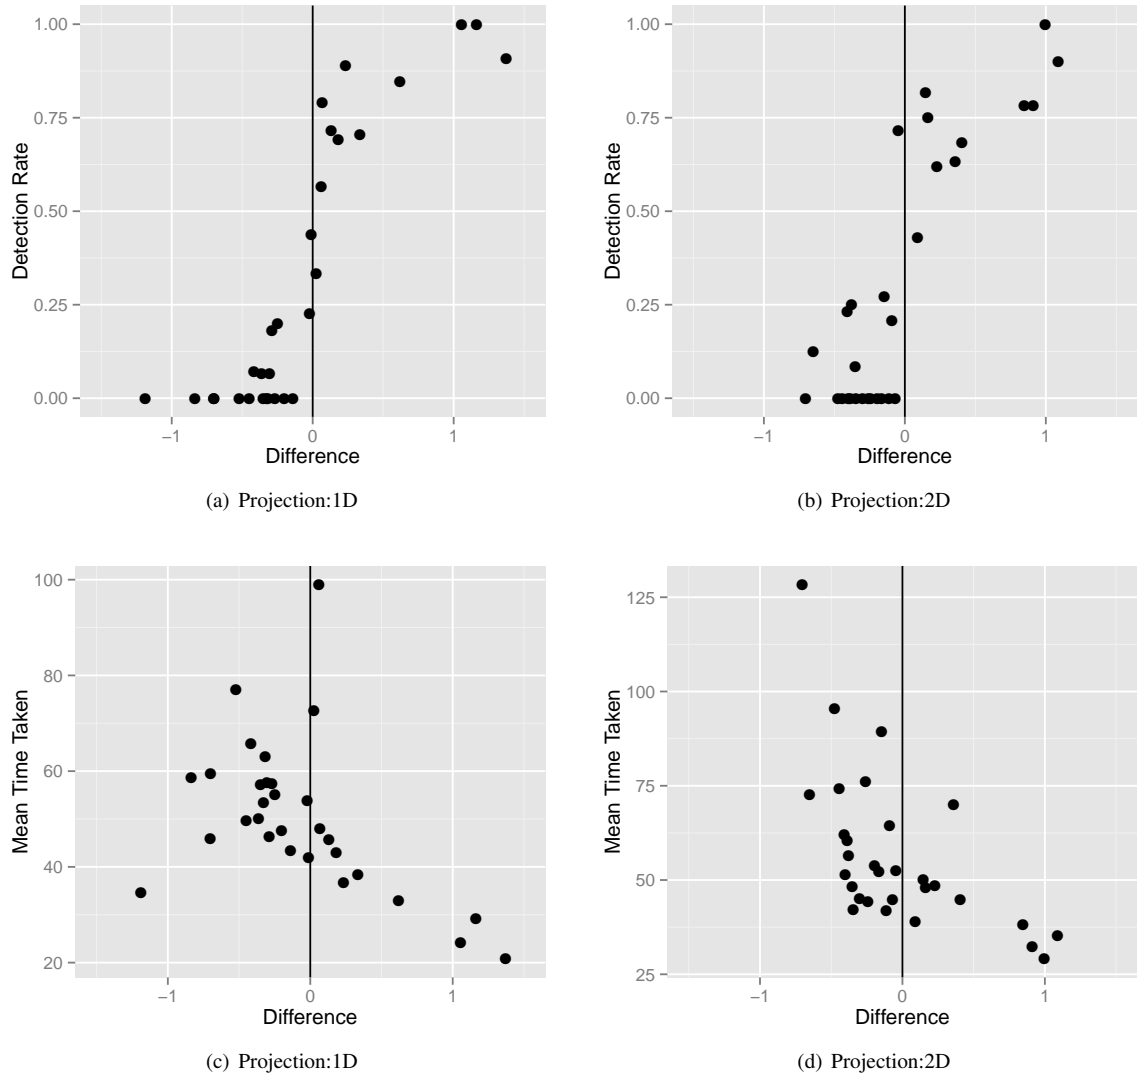 1.00
0.75
0.50
0.25
0.00
Detection Rate
−1
0
1
Difference
(a) Projection:1D
1.00
0.75
0.50
0.25
0.00
Detection Rate
−1
0
1
Difference
(b) Projection:2D
100
80
60
40
20
Mean Time Taken
−1
0
1
Difference
(c) Projection:1D
125
100
75
50
25
Mean Time Taken
−1
0
1
Difference
(d) Projection:2D